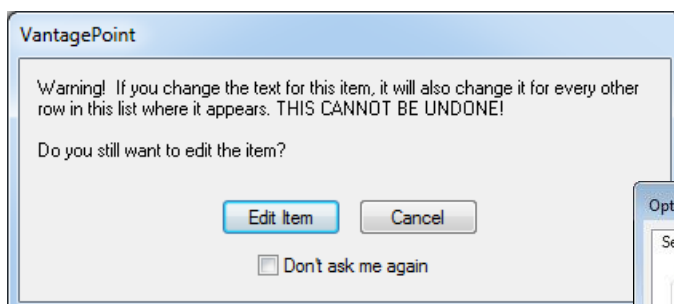 VantagePoint
Warning!  If you change the text for this item, it will also change it for every other
row in this list where it appears. THIS CANNOT BE UNDONE!
Do you still want to edit the item?
Edit Item
Cancel
Don't ask me again
Opt
Se